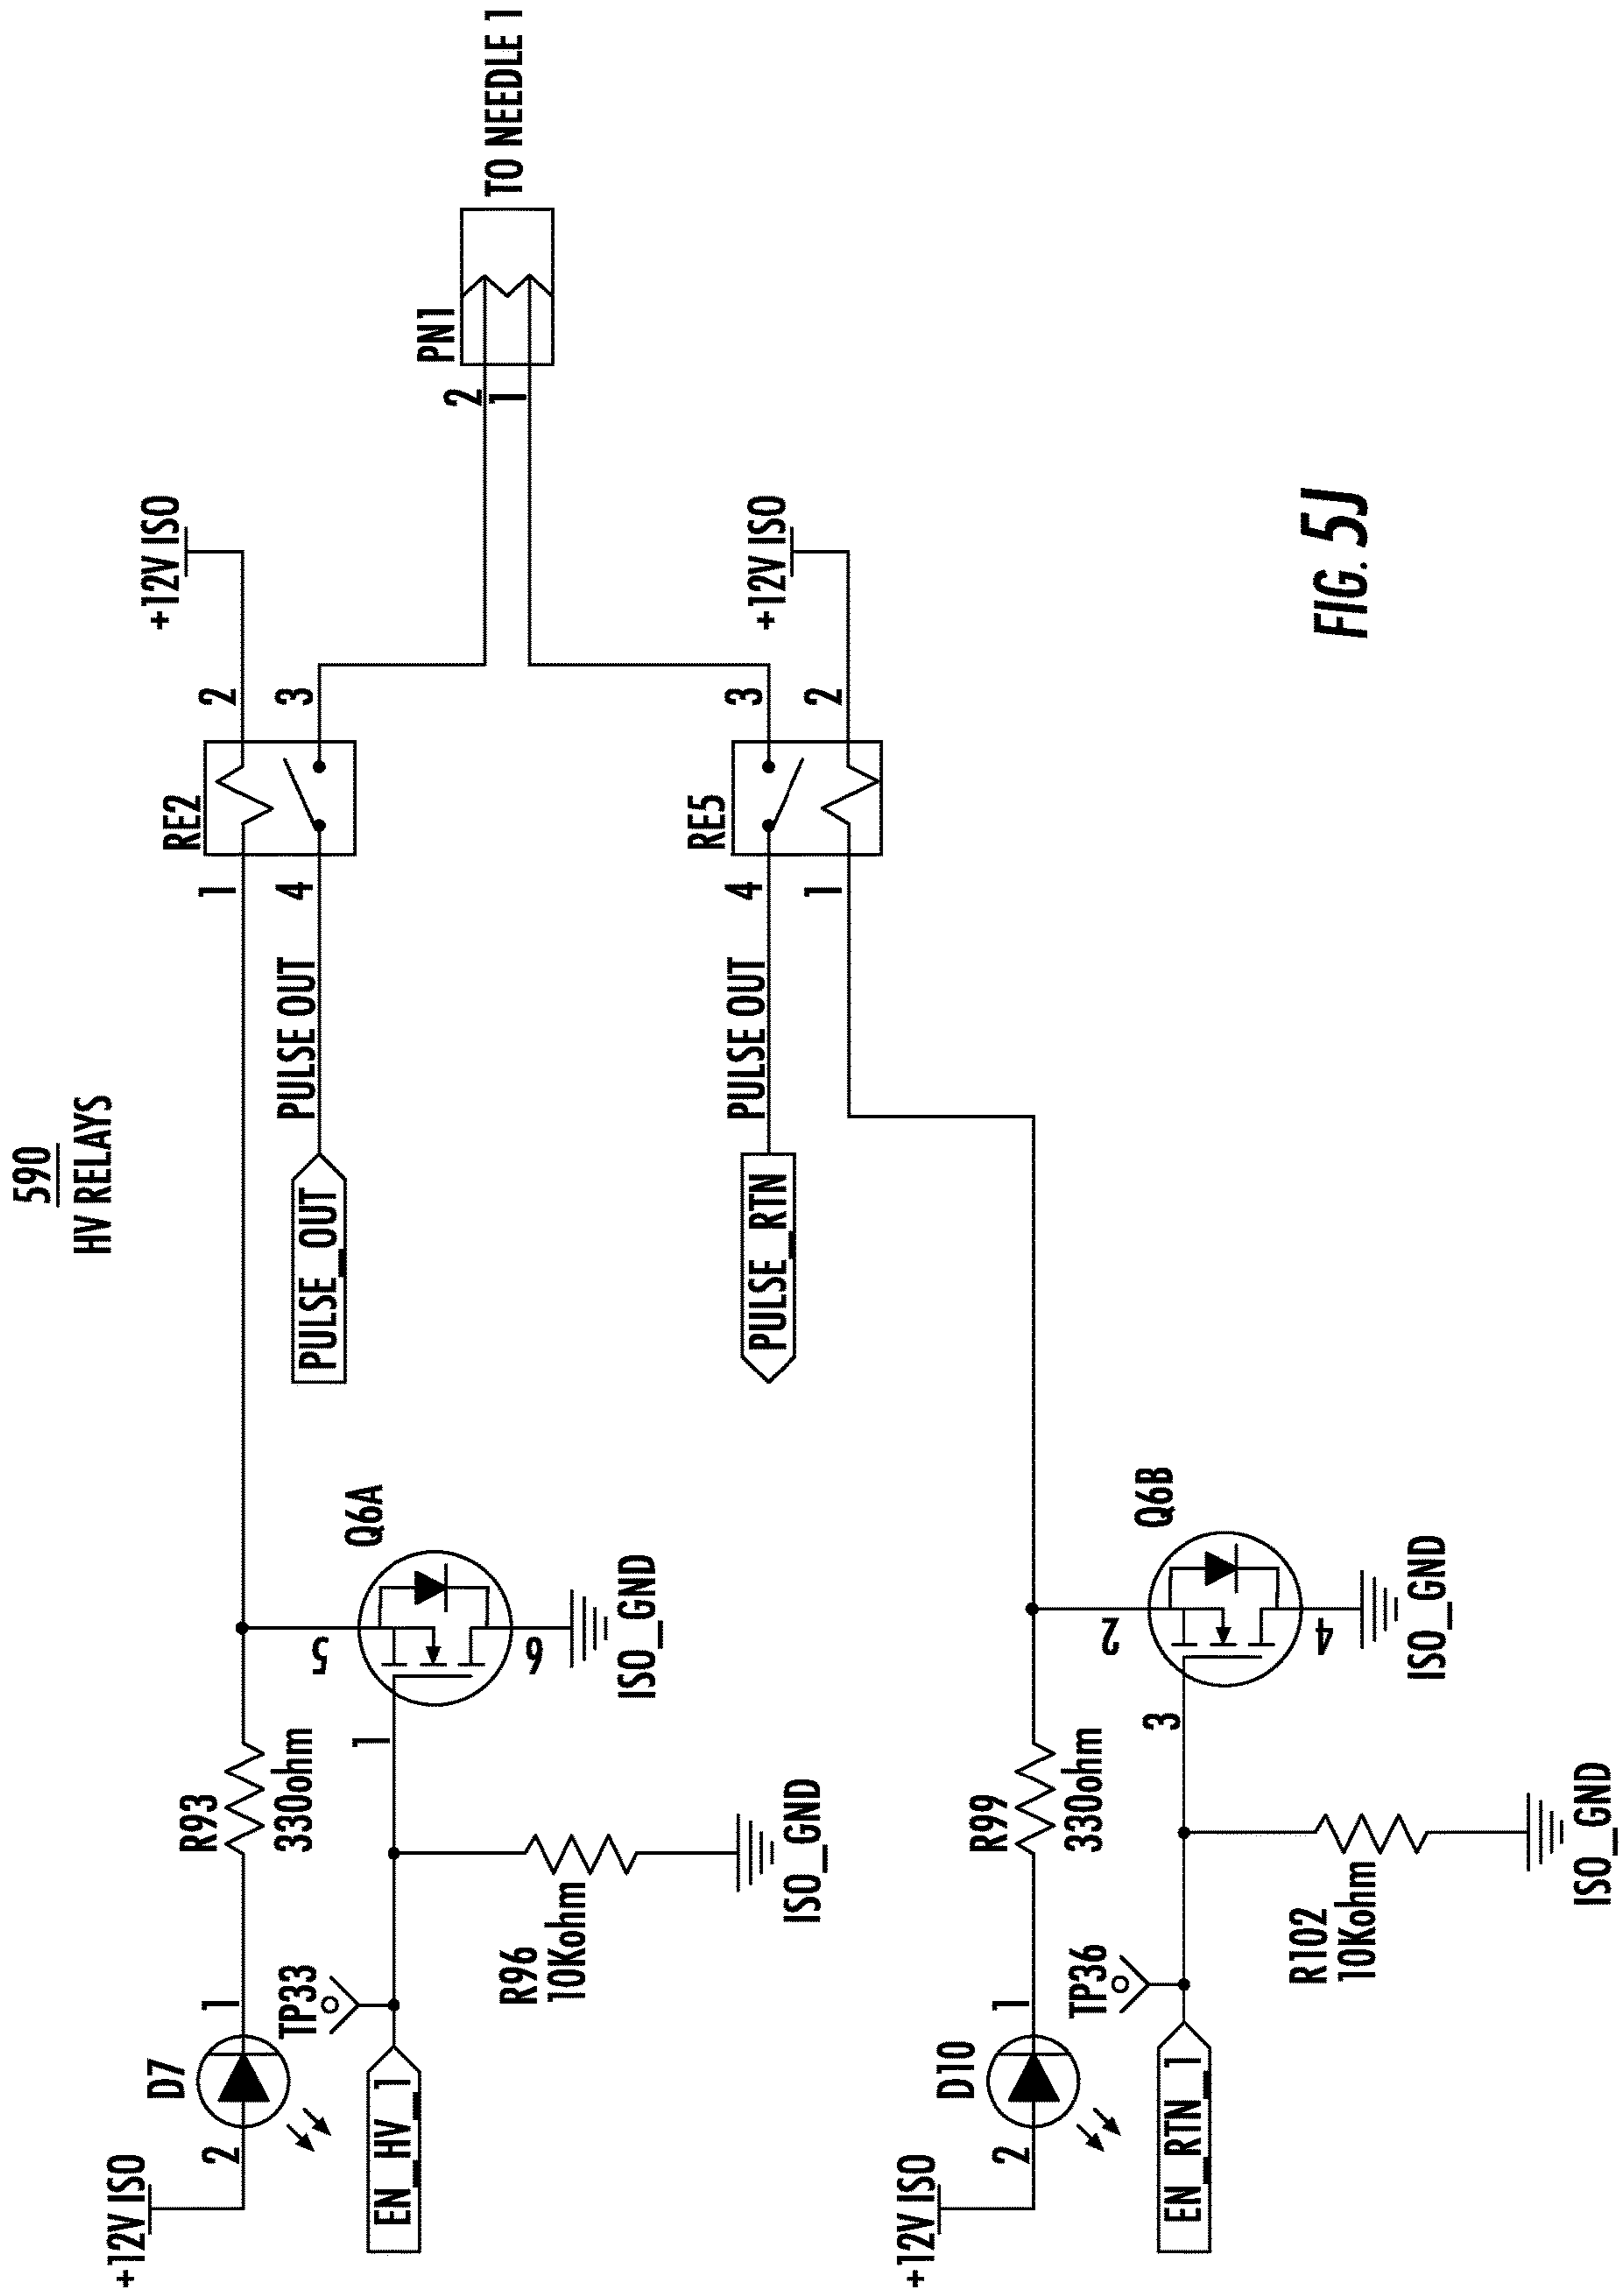 590
HV RELAYS
+12V ISO
D7
2
1
R93
330ohm
Q6A
5
6
1
ISO_GND
TP33
EN_HV_1
R96
10Kohm
ISO_GND
PULSE_OUT
PULSE OUT
RE2
1
2
4
3
+12V ISO
PN1
2
1
TO NEEDLE 1
PULSE_RTN
PULSE OUT
RE5
4
3
1
2
+12V ISO
+12V ISO
D10
2
1
R99
330ohm
Q6B
2
4
3
ISO_GND
TP36
EN_RTN_1
R102
10Kohm
ISO_GND
FIG. 5J